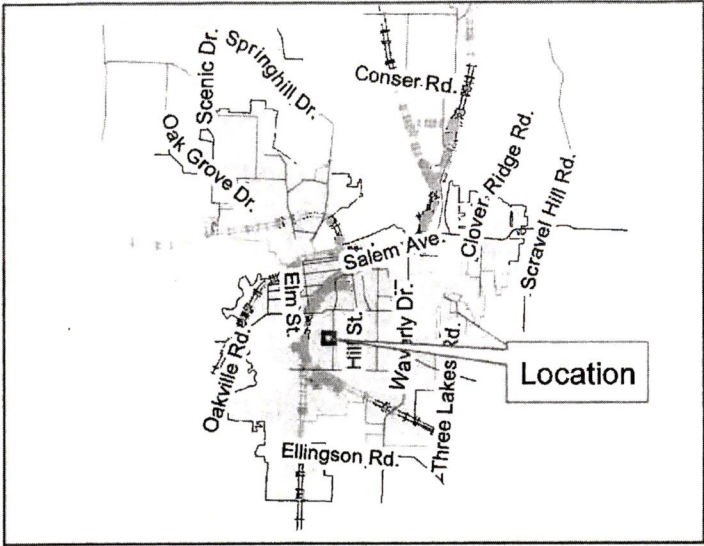 Scenic Dr.
Springhill Dr.
Conser Rd.
Oak Grove Dr.
Clover Ridge Rd.
Scravel Hill Rd.
Salem Ave.
Elm St.
Hill St.
Waverly Dr.
Oakville Rd.
Three Lakes Rd.
Location
Ellingson Rd.